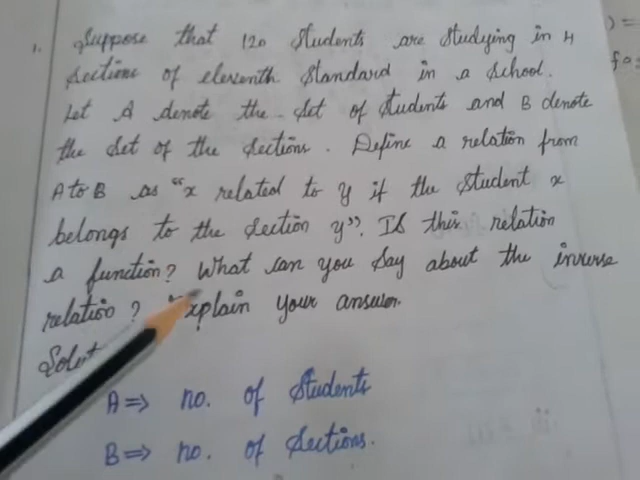 1. Suppose that 120 Students are Studying in 4
Sections of eleventh Standard in a School.
Let A denote the Set of Students and B denote
the Set of the Sections. Define a relation from
A to B as "x related to y if the Student x
belongs to the Section y". Is this relation
a function? What can you Say about the inverse
relation? Explain your answer.
A ⇒ no. of Students
B ⇒ no. of Sections.